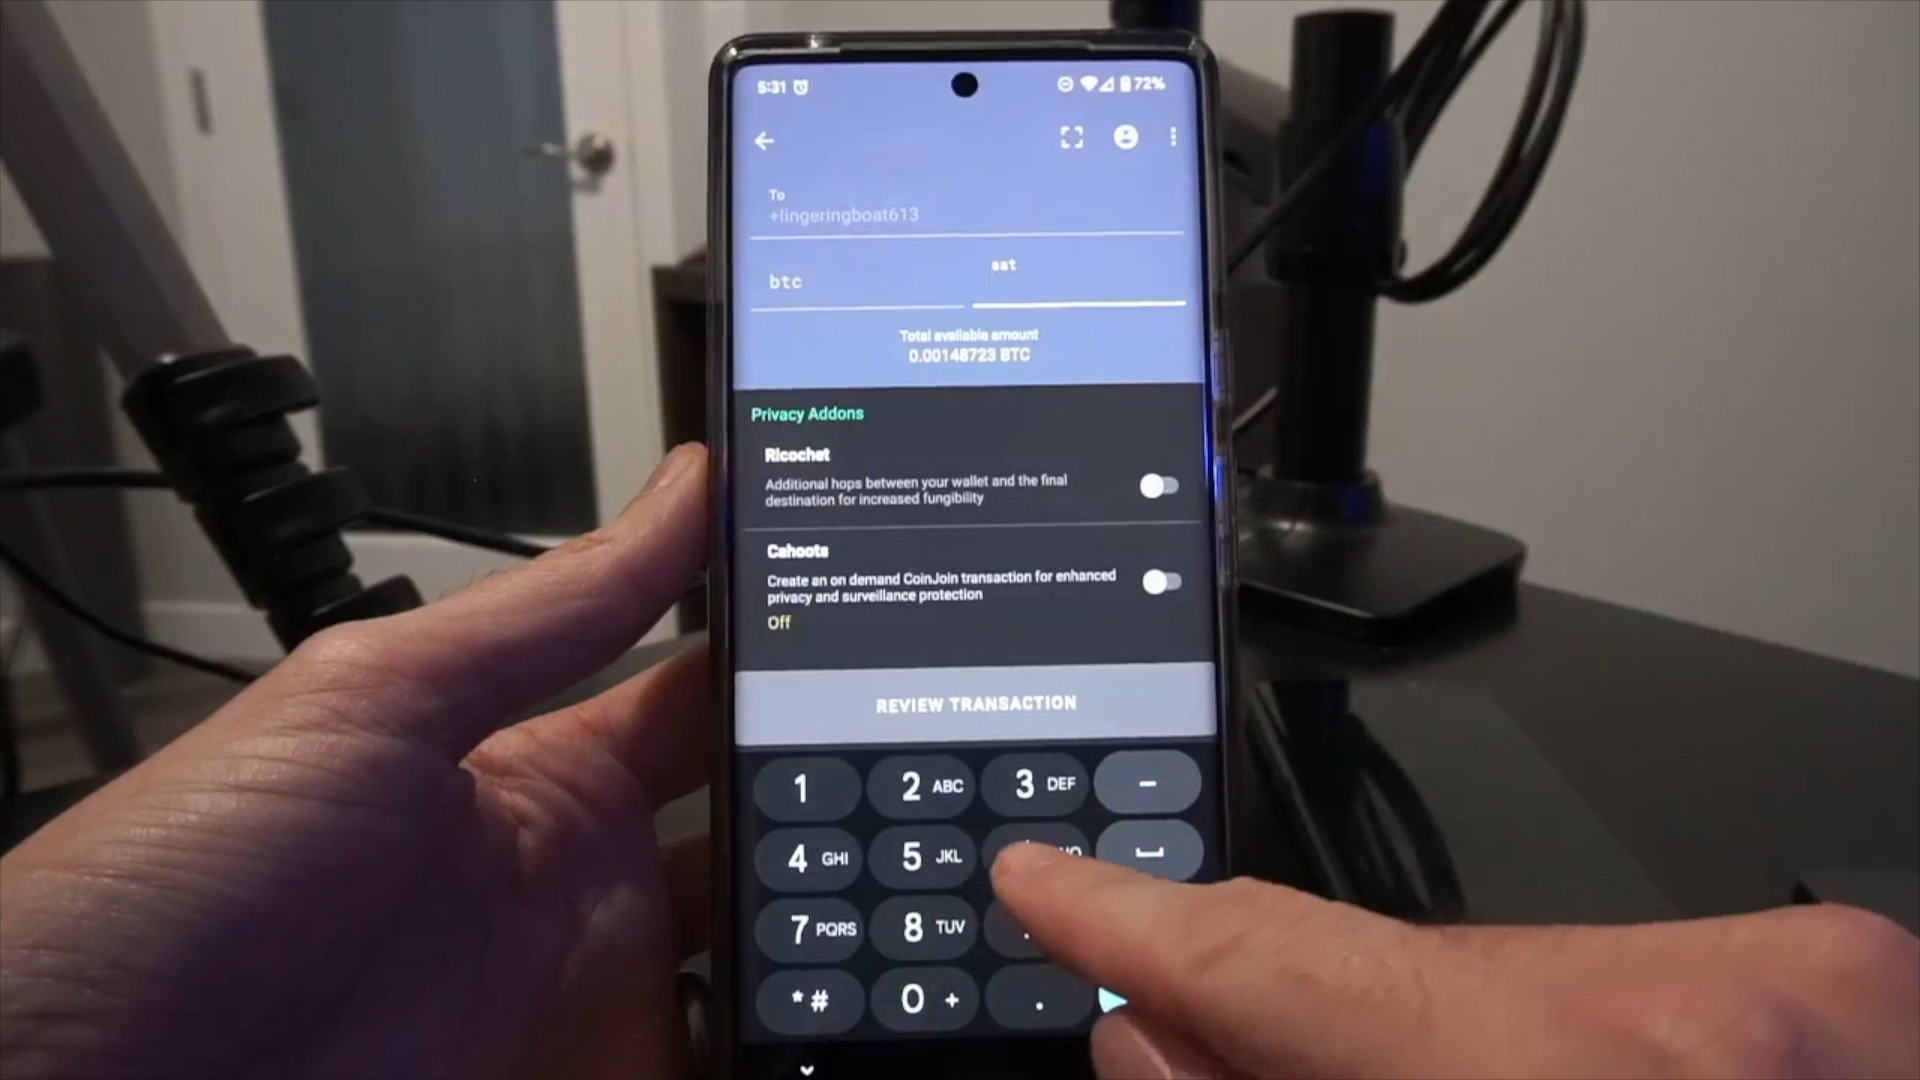 5:31
72%
To
+lingeringboat613
btc
sat
Total available amount
0.00148723 BTC
Privacy Addons
Ricochet
Additional hops between your wallet and the final
destination for increased fungibility
Cahoots
Create an on demand CoinJoin transaction for enhanced
privacy and surveillance protection
Off
REVIEW TRANSACTION
1
2 ABC
3 DEF
-
4 GHI
5 JKL
7 PQRS
8 TUV
* #
0 +
.